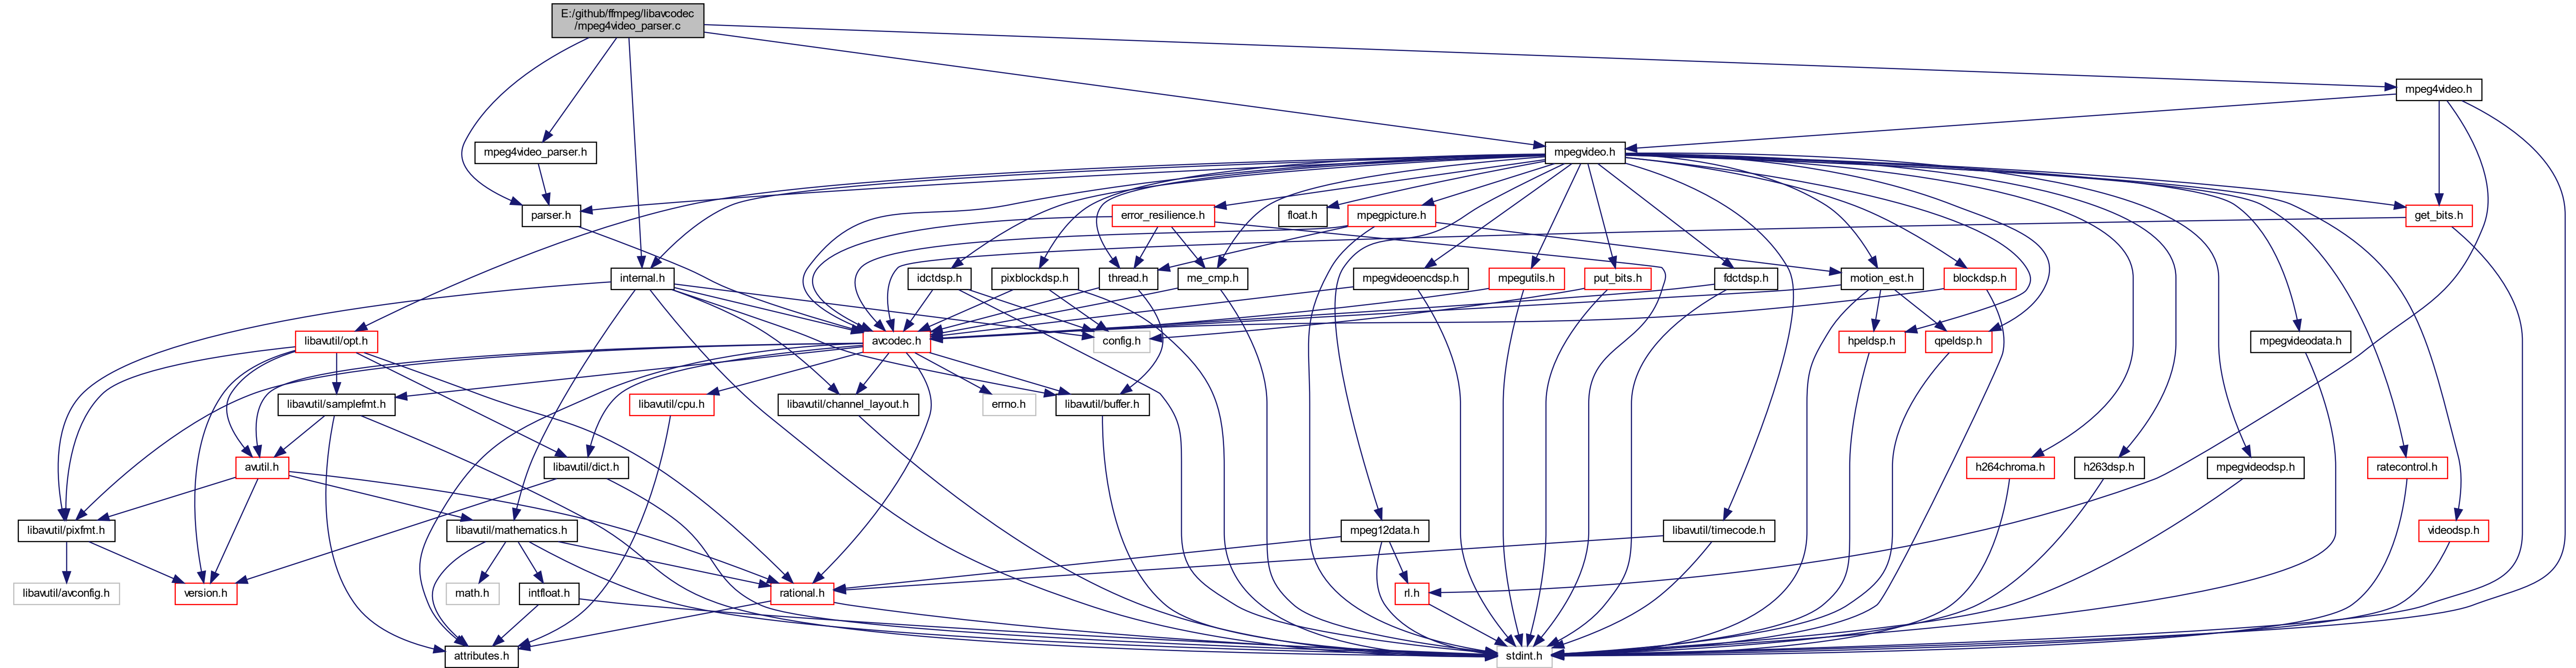 E:/github/ffmpeg/libavcodec
/mpeg4video_parser.c
mpeg4video.h
mpeg4video_parser.h
mpegvideo.h
parser.h
error_resilience.h
float.h
mpegpicture.h
get_bits.h
internal.h
idctdsp.h
pixblockdsp.h
thread.h
me_cmp.h
mpegvideoencdsp.h
mpegutils.h
put_bits.h
fdctdsp.h
motion_est.h
blockdsp.h
libavutil/opt.h
avcodec.h
config.h
hpeldsp.h
qpeldsp.h
mpegvideodata.h
libavutil/samplefmt.h
libavutil/cpu.h
libavutil/channel_layout.h
errno.h
libavutil/buffer.h
avutil.h
libavutil/dict.h
h264chroma.h
h263dsp.h
mpegvideodsp.h
ratecontrol.h
libavutil/pixfmt.h
libavutil/mathematics.h
mpeg12data.h
libavutil/timecode.h
videodsp.h
libavutil/avconfig.h
version.h
math.h
intfloat.h
rational.h
rl.h
attributes.h
stdint.h